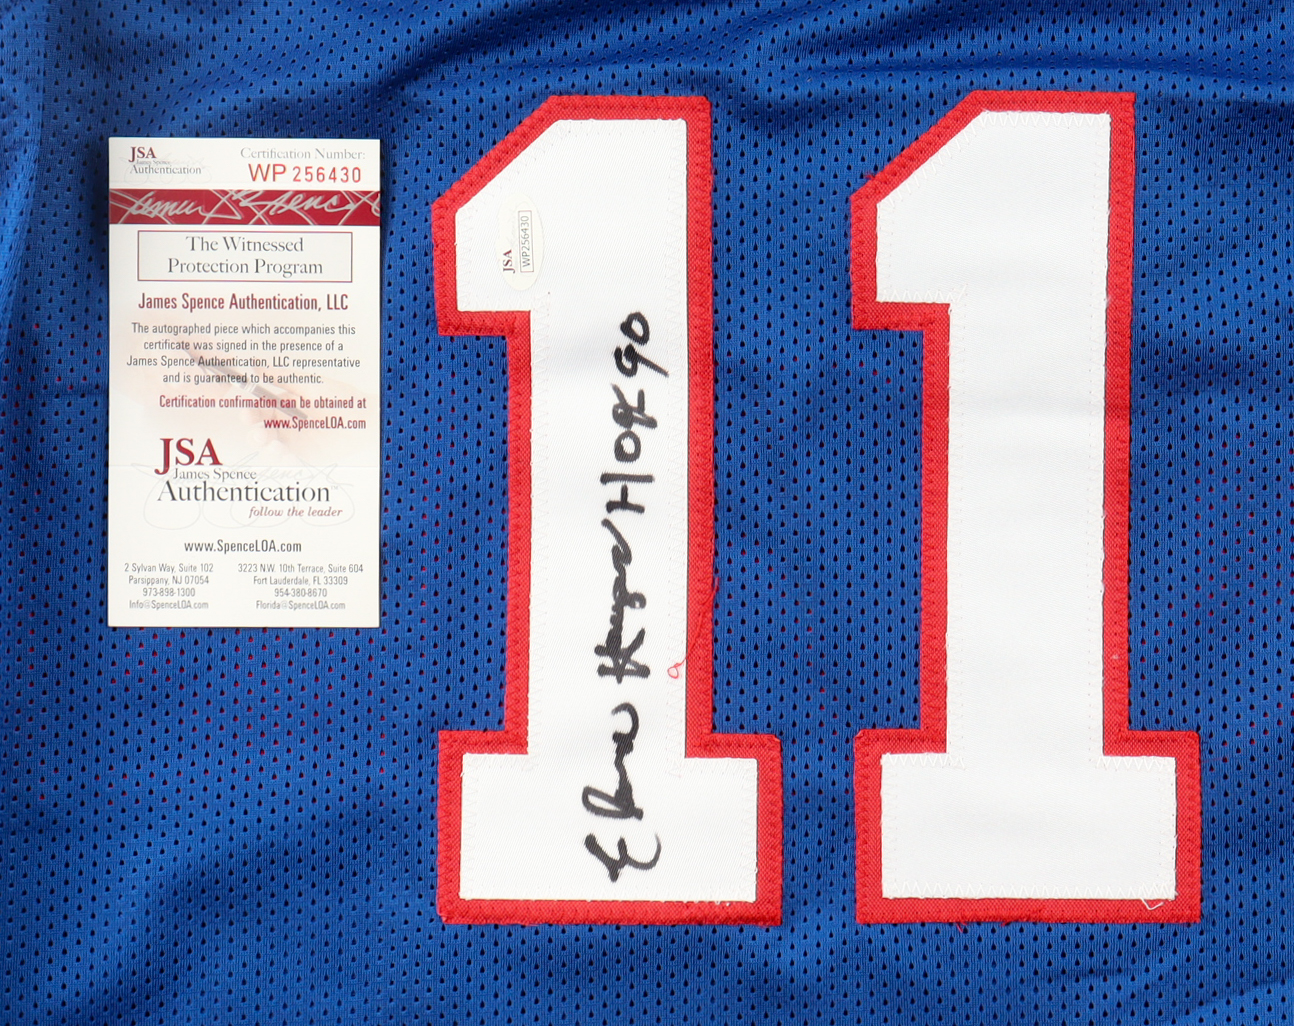 JSA
James Spence
Authentication
Certification Number:
WP 256430
James Spence
The Witnessed
Protection Program
James Spence Authentication, LLC
The autographed piece which accompanies this
certificate was signed in the presence of a
James Spence Authentication, LLC representative
and is guaranteed to be authentic.
Certification confirmation can be obtained at
www.SpenceLOA.com
JSA
James Spence
Authentication
follow the leader
www.SpenceLOA.com
2 Sylvan Way, Suite 102
Parsippany, NJ 07054
973-898-1300
Info@SpenceLOA.com
3223 N.W. 10th Terrace, Suite 604
Fort Lauderdale, FL 33309
954-380-8670
Florida@SpenceLOA.com
JSA
WP256430
Elvin Hayes HOF 90
11